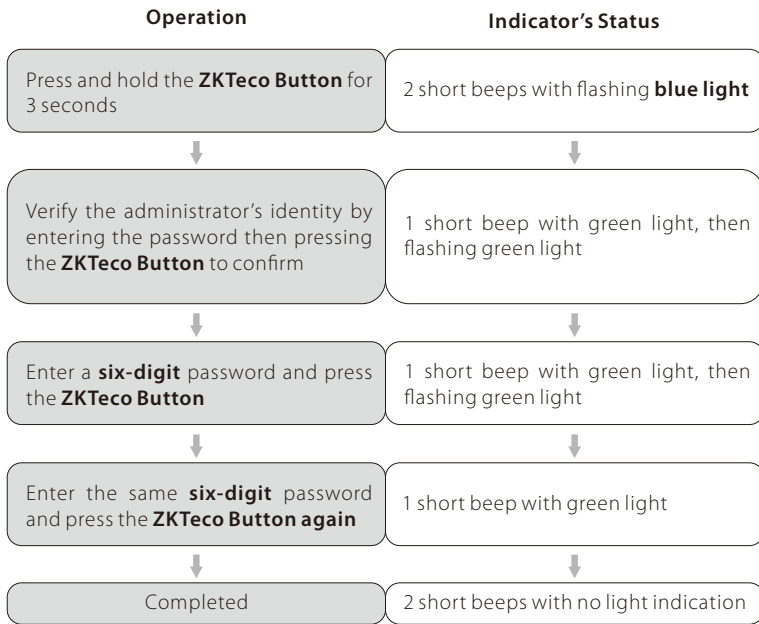 Operation
Indicator’s Status
Press and hold the ZKTeco Button for
3 seconds
2 short beeps with flashing blue light
Verify the administrator’s identity by
entering the password then pressing
the ZKTeco Button to confirm
1 short beep with green light, then
flashing green light
Enter a six-digit password and press
the ZKTeco Button
1 short beep with green light, then
flashing green light
Enter the same six-digit password
and press the ZKTeco Button again
1 short beep with green light
Completed
2 short beeps with no light indication